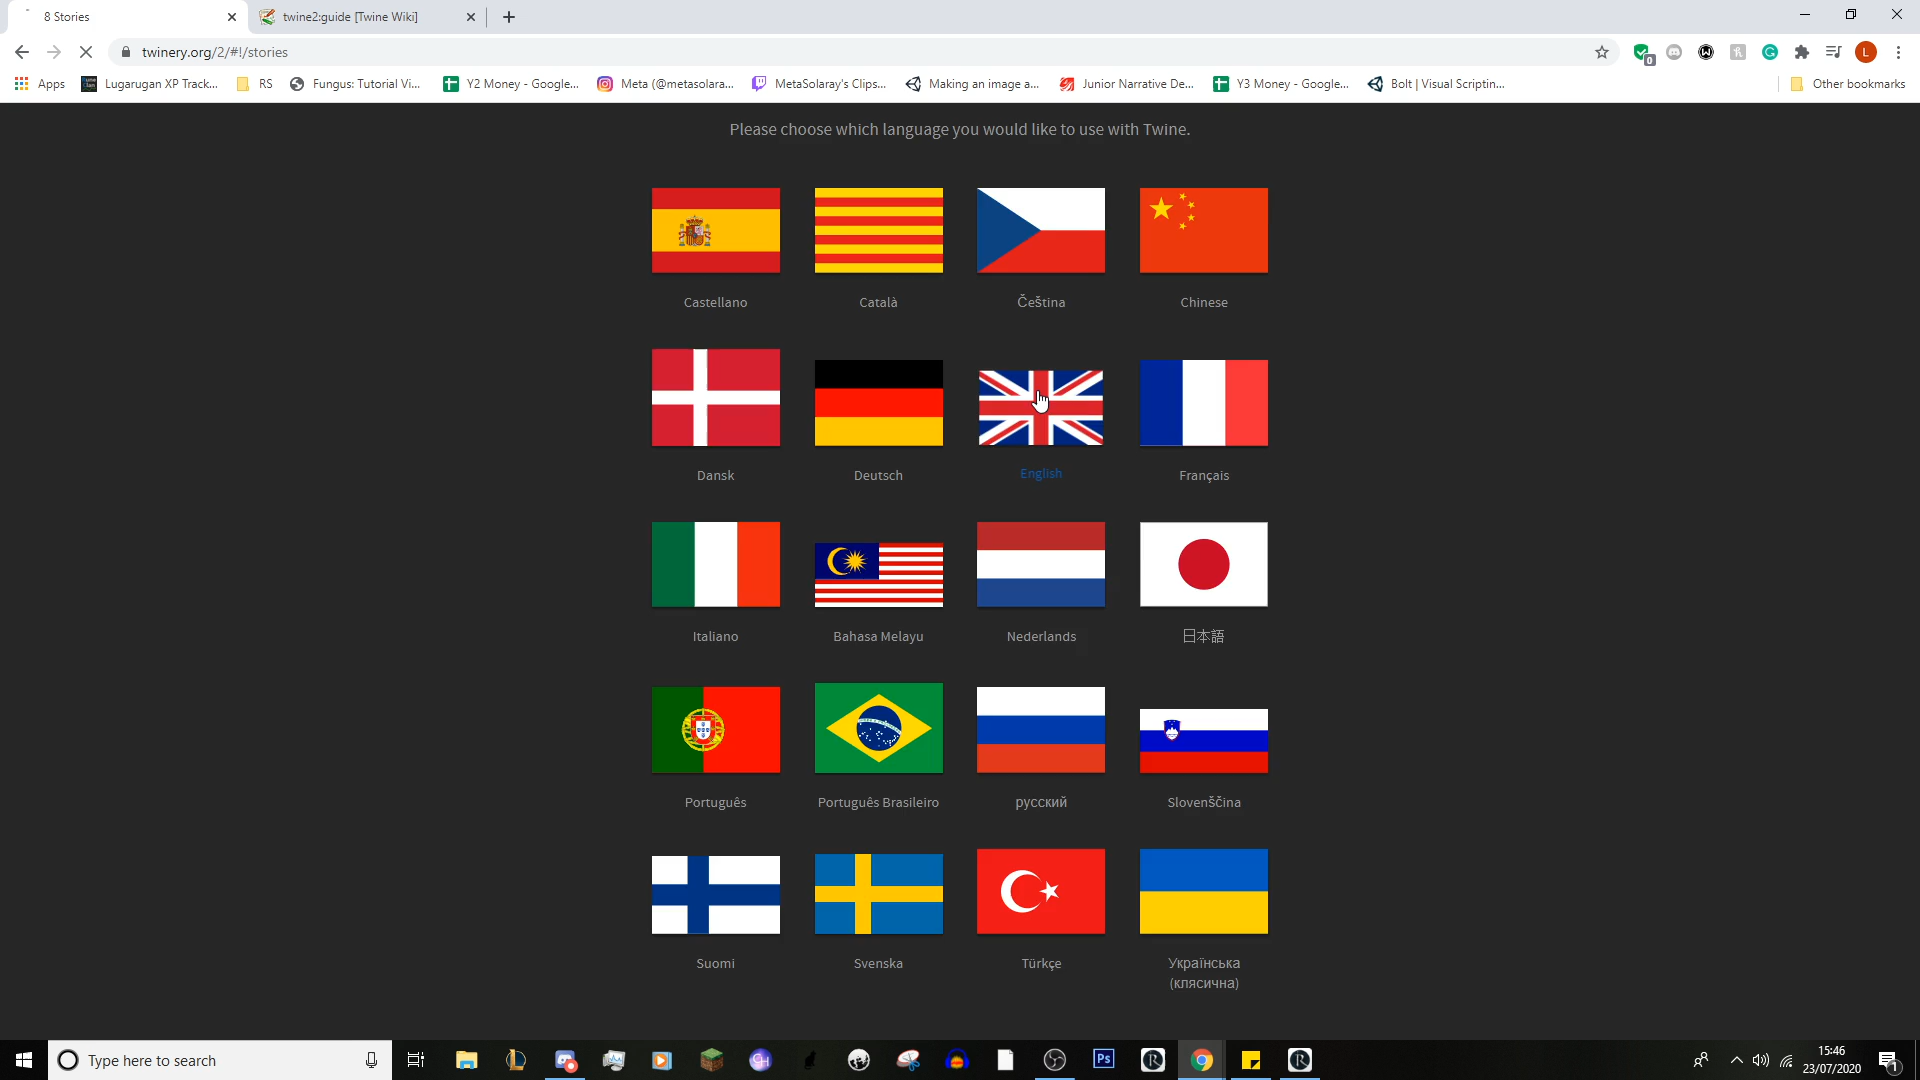 8 Stories
twine2:guide [Twine Wiki]
twinery.org/2/#!/stories
0
L
Apps
Lugarugan XP Track...
RS
Fungus: Tutorial Vi...
Y2 Money - Google...
Meta (@metasolara...
MetaSolaray's Clips...
Making an image a...
Junior Narrative De...
Y3 Money - Google...
Bolt | Visual Scriptin...
Other bookmarks
Please choose which language you would like to use with Twine.
Castellano
Català
Čeština
Chinese
Dansk
Deutsch
English
Français
Italiano
Bahasa Melayu
Nederlands
日本語
Português
Português Brasileiro
русский
Slovenščina
Suomi
Svenska
Türkçe
Українська
(клясична)
Type here to search
Ps
15:46
23/07/2020
1